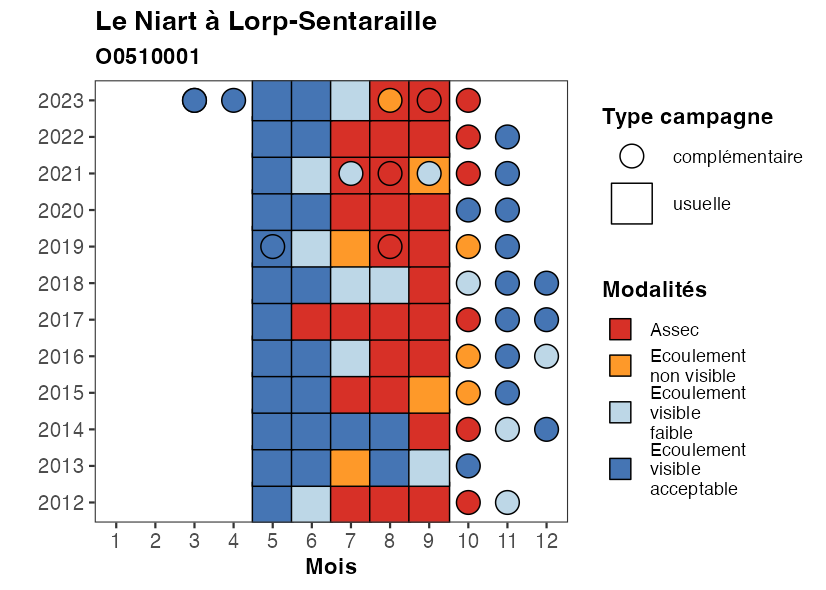 Le Niart à Lorp-Sentaraille
O0510001
2023
2022
2021
2020
2019
2018
2017
2016
2015
2014
2013
2012
1 2 3 4 5 6 7 8 9 10 11 12
Mois
Type campagne
complémentaire
usuelle
Modalités
Assec
Ecoulement
non visible
Ecoulement
visible
faible
Ecoulement
visible
acceptable